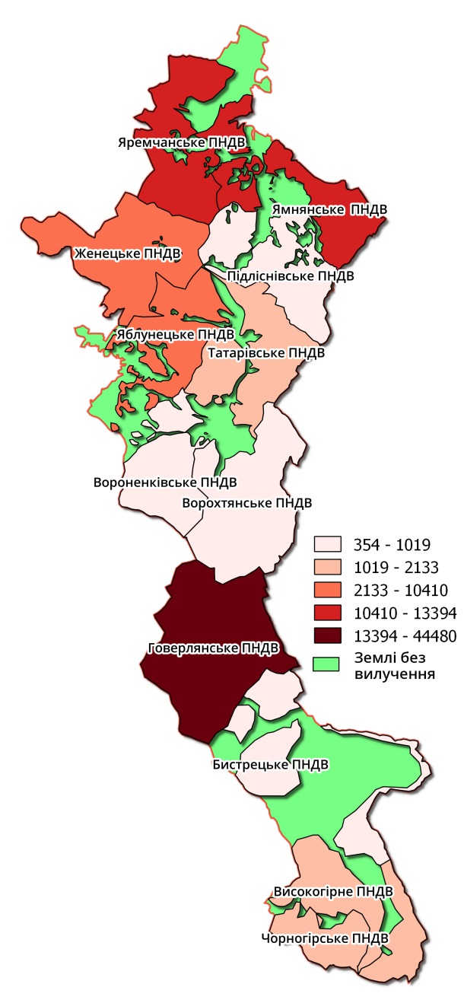 Яремчанське ПНДВ
Ямнянське ПНДВ
Женецьке ПНДВ
Підліснівське ПНДВ
Яблунецьке ПНДВ
Татарівське ПНДВ
Вороненківське ПНДВ
Ворохтянське ПНДВ
354 - 1019
1019 - 2133
2133 - 10410
10410 - 13394
13394 - 44480
Землі без
вилучення
Говерлянське ПНДВ
Бистрецьке ПНДВ
Високогірне ПНДВ
Чорногірське ПНДВ